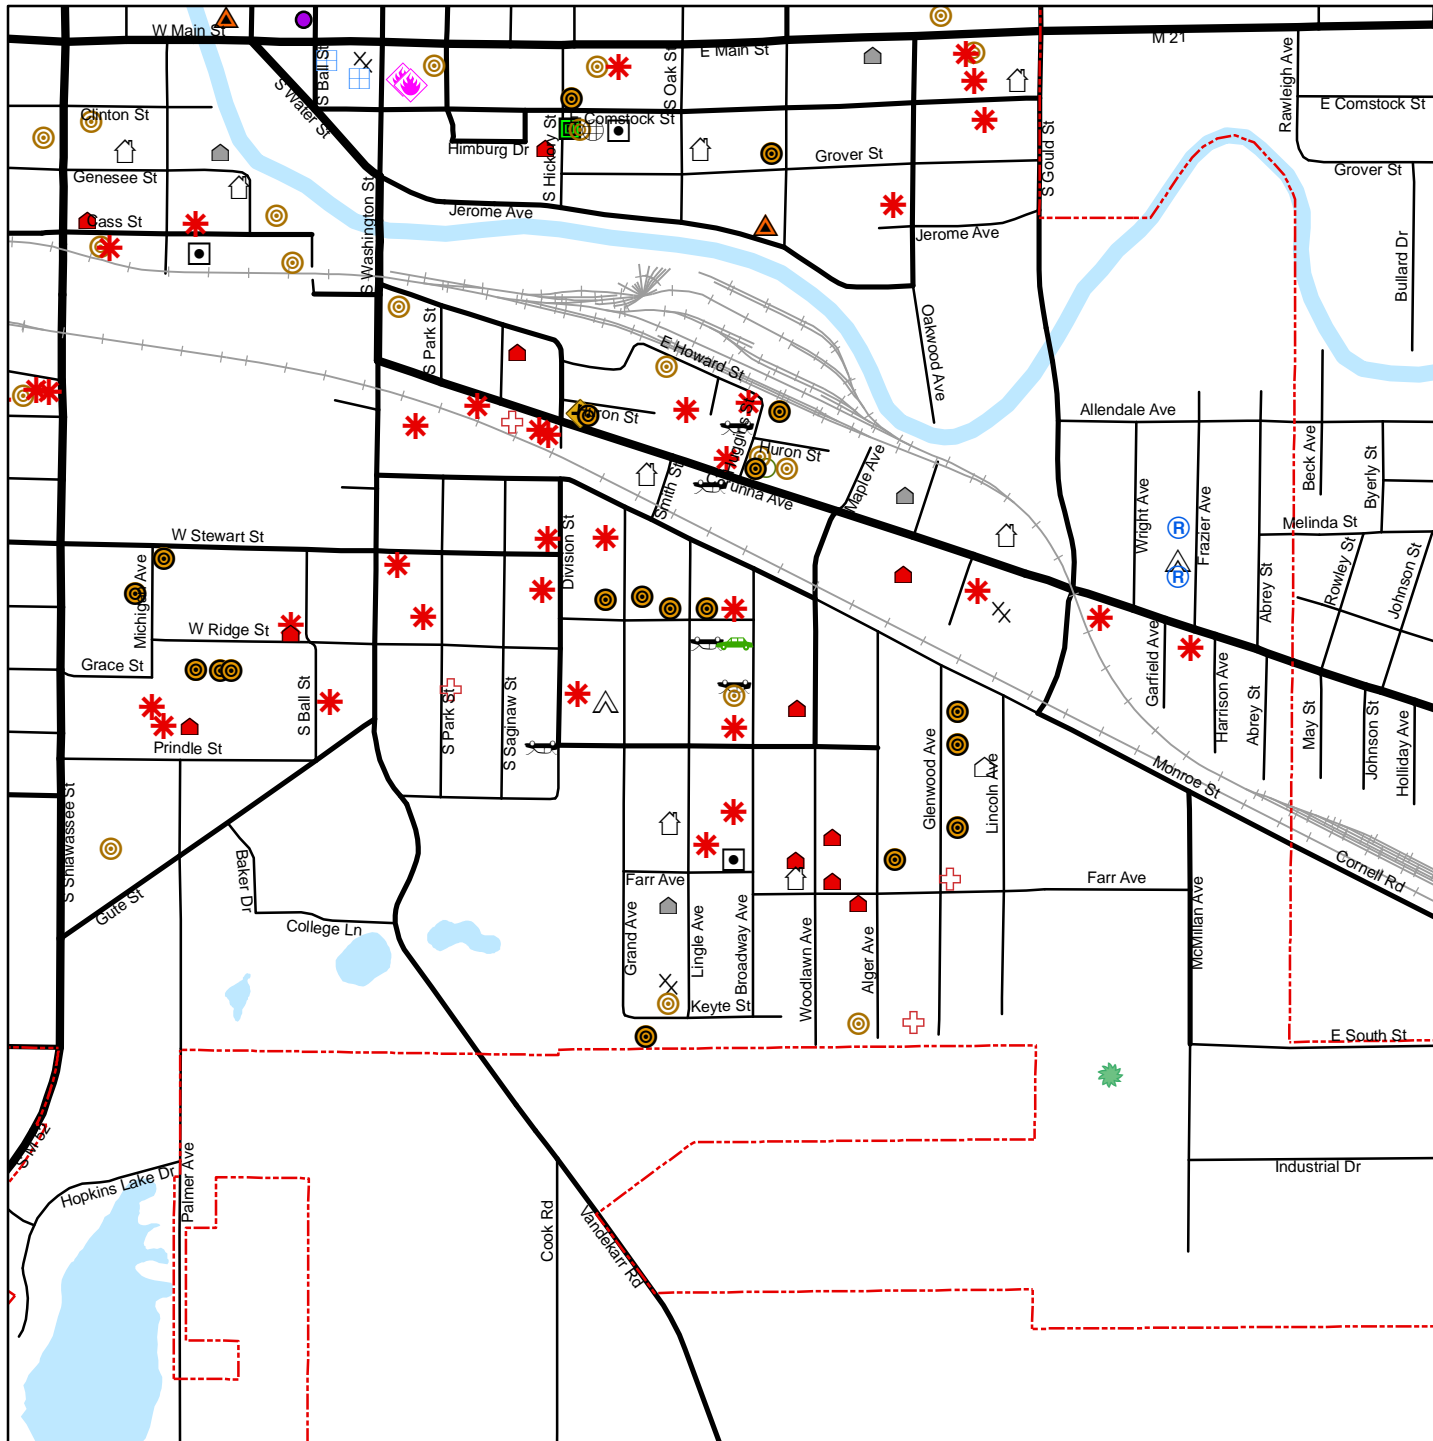 W Main St
E Main St
M 21
S Ball St
S Water St
S Oak St
Rawleigh Ave
E Comstock St
Clinton St
Comstock St
S Hickory St
S Gould St
Himburg Dr
Grover St
Grover St
Genesee St
S Washington St
Cass St
Jerome Ave
Jerome Ave
Bullard Dr
S Park St
E Howard St
Oakwood Ave
Huron St
Allendale Ave
Huggins St
Huron St
Maple Ave
Beck Ave
Byerly St
Smith St
Corunna Ave
Wright Ave
Frazier Ave
Melinda St
R
W Stewart St
Division St
Michigan Ave
Abrey St
Rowley St
Johnson St
R
W Ridge St
Grace St
Garfield Ave
Harrison Ave
Abrey St
May St
Johnson St
Holliday Ave
S Ball St
S Park St
S Saginaw St
Prindle St
Glenwood Ave
Lincoln Ave
Monroe St
S Shiawassee St
Baker Dr
Gute St
College Ln
Farr Ave
Farr Ave
Cornell Rd
Grand Ave
Lingle Ave
Broadway Ave
Woodlawn Ave
Alger Ave
McMillan Ave
Keyte St
E South St
S M 52
Hopkins Lake Dr
Palmer Ave
Cook Rd
Vandekarr Rd
Industrial Dr